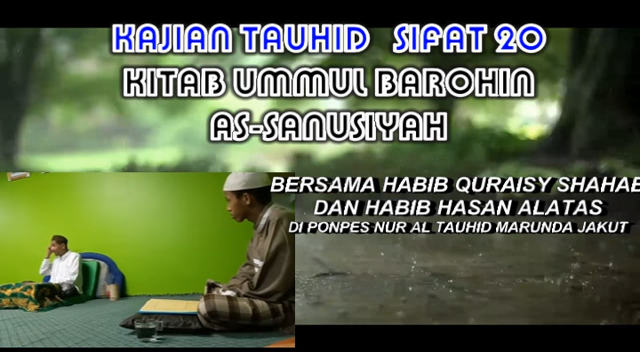 KAJIAN TAUHID SIFAT 20
KITAB UMMUL BAROHIN
AS-SANUSIYAH
BERSAMA HABIB QURAISY SHAHAB
DAN HABIB HASAN ALATAS
DI PONPES NUR AL TAUHID MARUNDA JAKUT